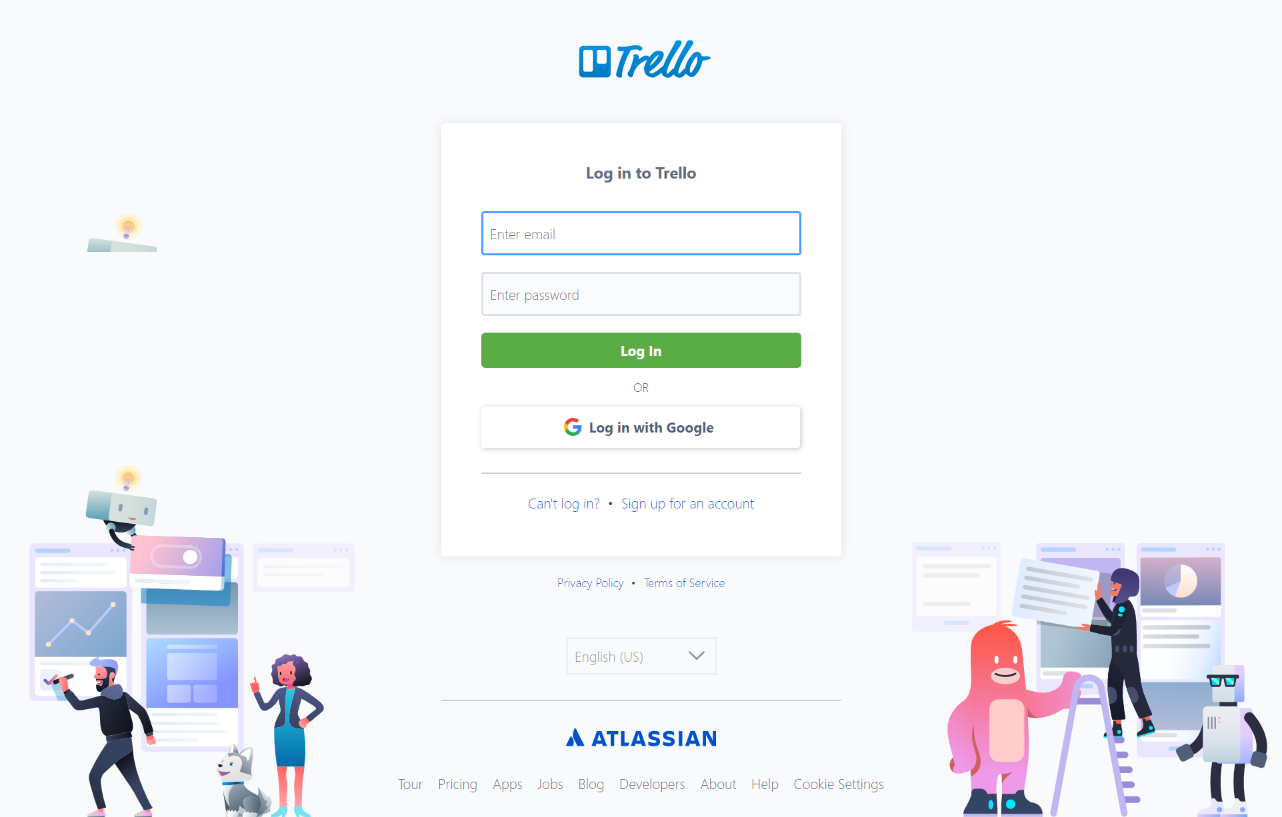 Trello
Log in to Trello
Enter email
Enter password
Log In
OR
Log in with Google
Can't log in? • Sign up for an account
Privacy Policy • Terms of Service
English (US)
ATLASSIAN
Tour Pricing Apps Jobs Blog Developers About Help Cookie Settings